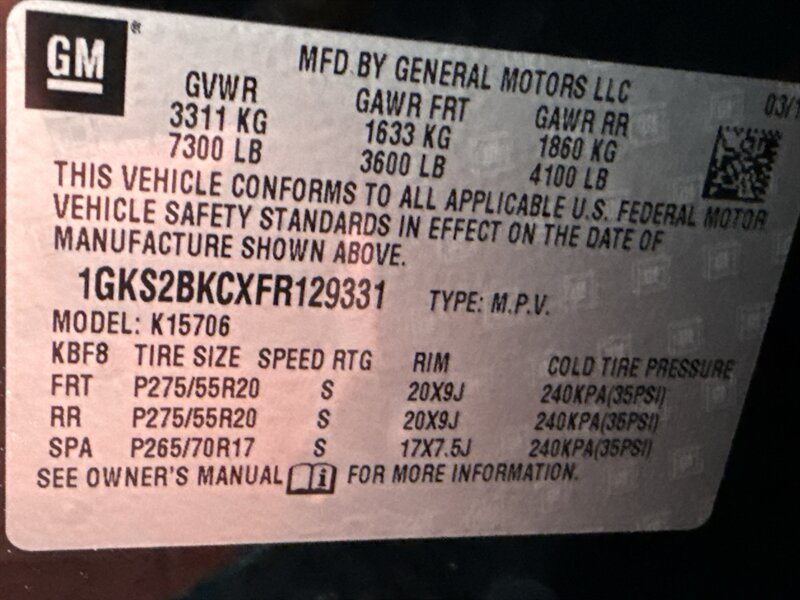 GM
MFD BY GENERAL MOTORS LLC
GVWR GAWR FRT GAWR RR
3311 KG 1633 KG 1860 KG
7300 LB 3600 LB 4100 LB
THIS VEHICLE CONFORMS TO ALL APPLICABLE U.S. FEDERAL MOTOR
VEHICLE SAFETY STANDARDS IN EFFECT ON THE DATE OF
MANUFACTURE SHOWN ABOVE.
1GKS2BKCXFR129331 TYPE: M.P.V.
MODEL: K15706
KBF8 TIRE SIZE SPEED RTG RIM COLD TIRE PRESSURE
FRT P275/55R20 S 20X9J 240KPA(35PSI)
RR P275/55R20 S 20X9J 240KPA(35PSI)
SPA P265/70R17 S 17X7.5J 240KPA(35PSI)
SEE OWNER'S MANUAL FOR MORE INFORMATION.